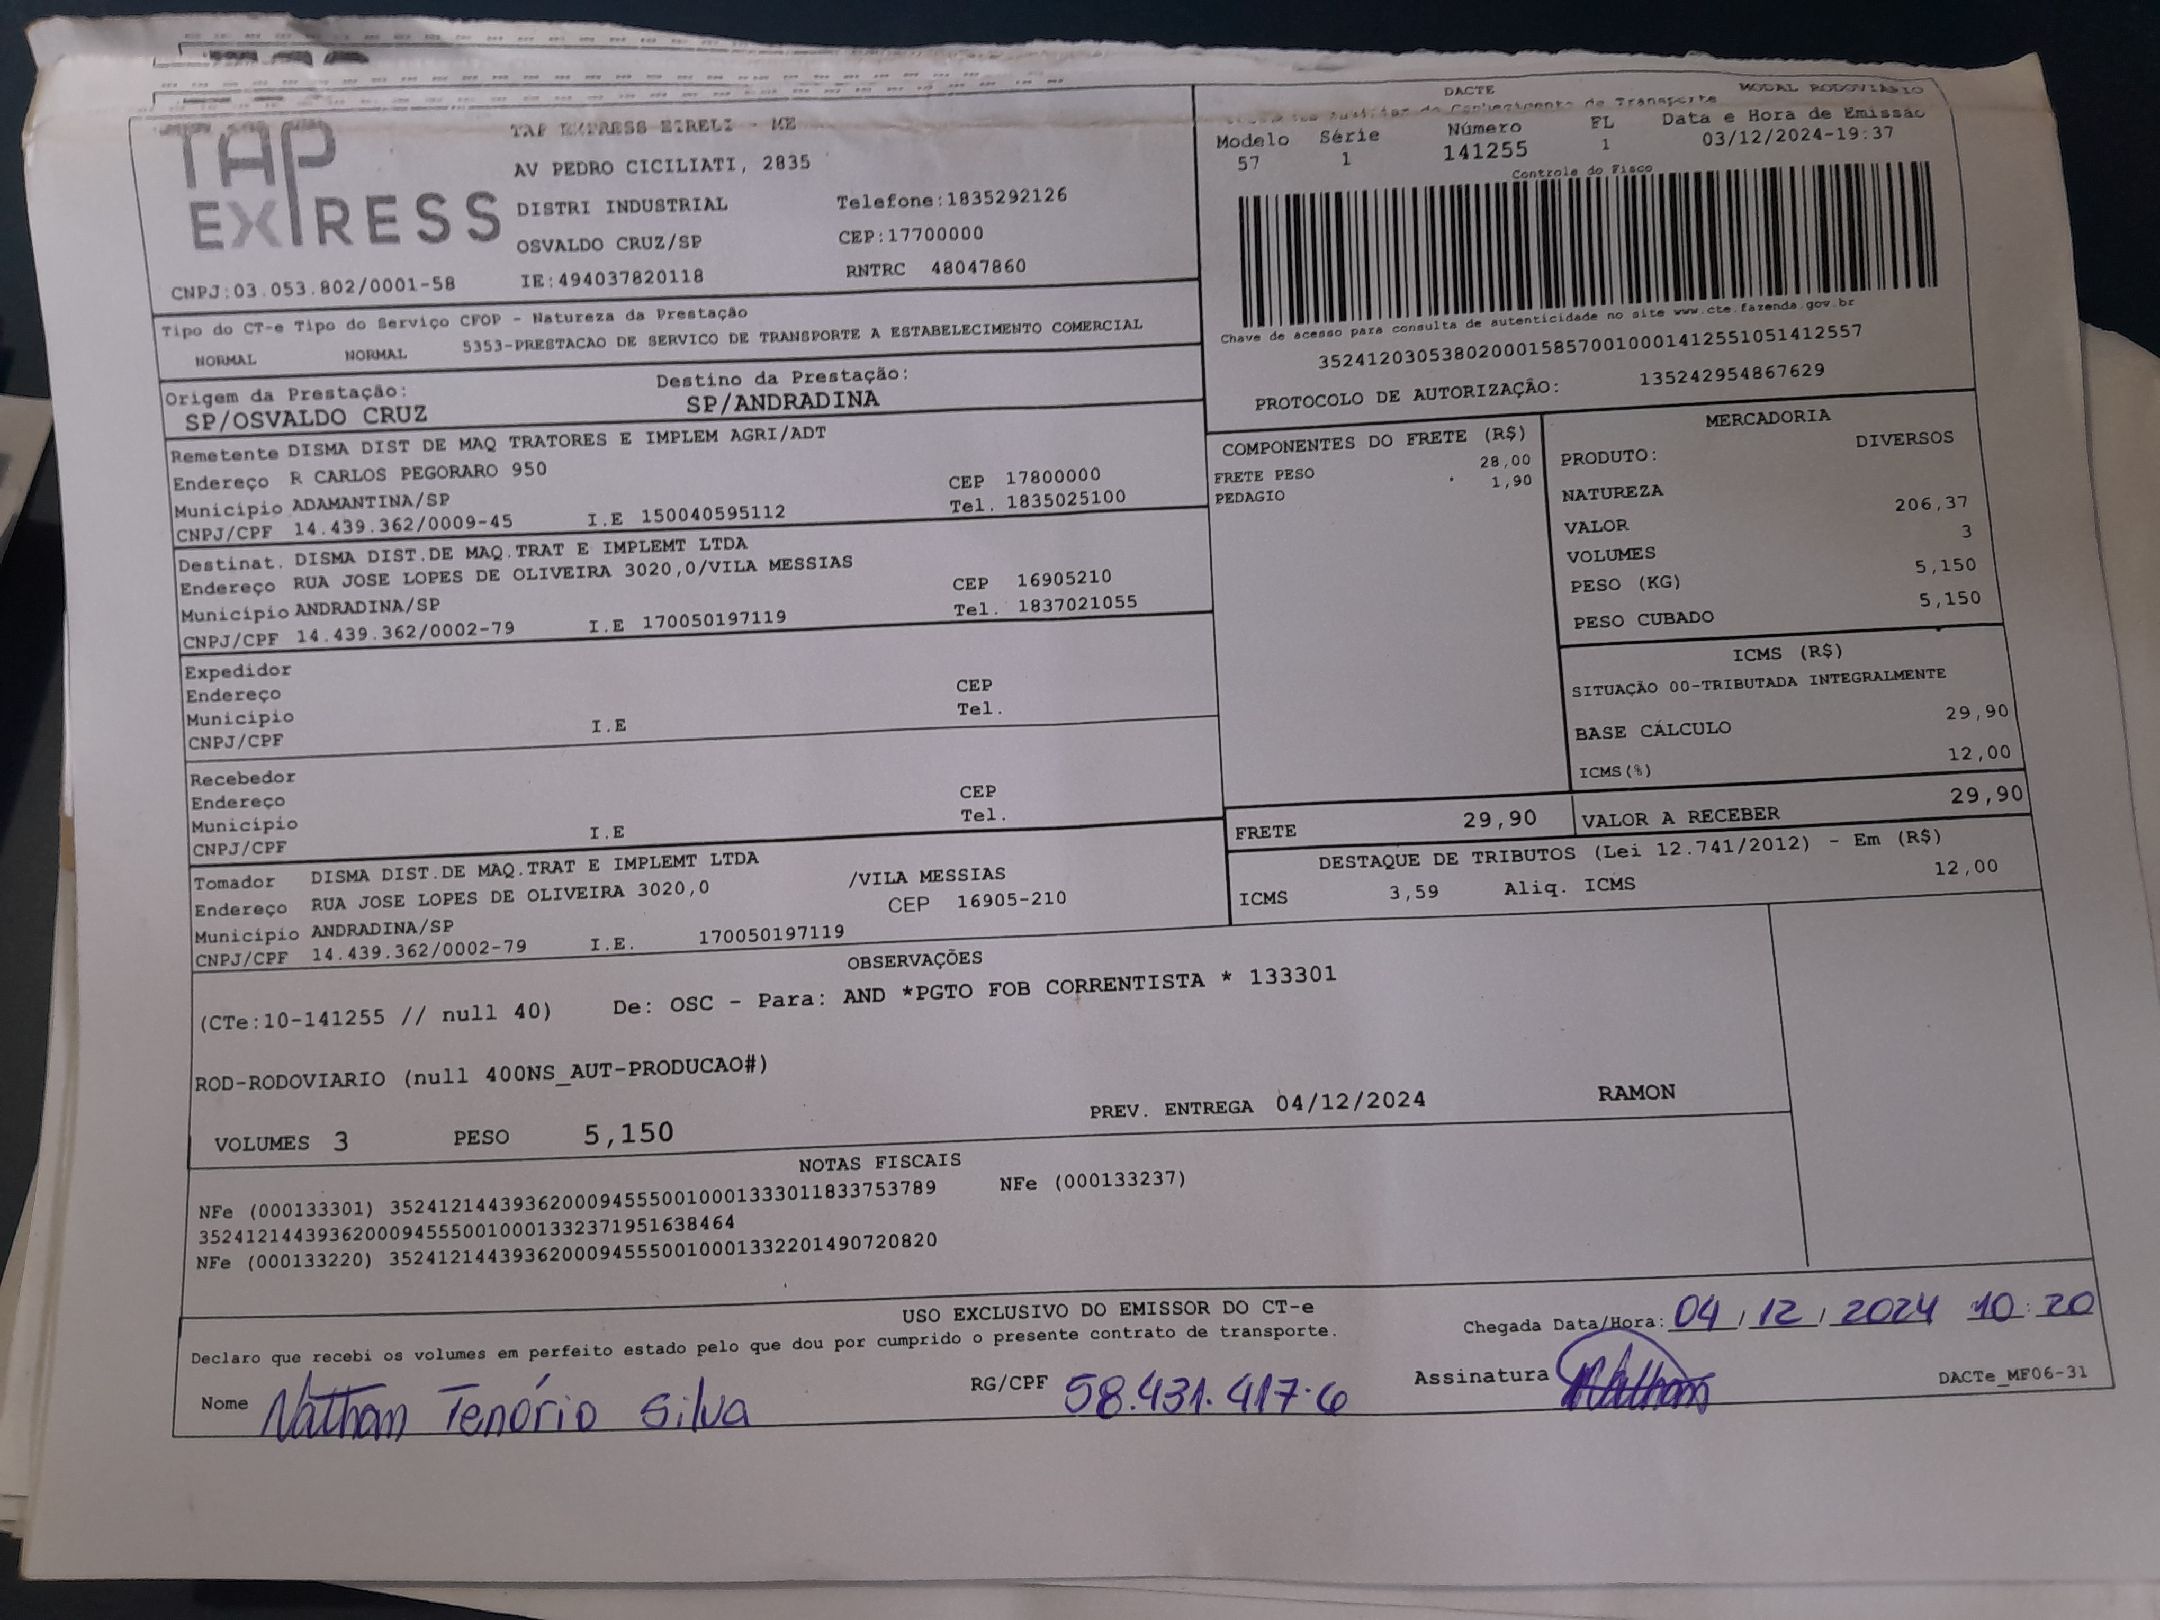 TAP EXPRESS
TAP EXPRESS EIRELI - ME
AV PEDRO CICILIATI, 2835
DISTRI INDUSTRIAL Telefone:1835292126
OSVALDO CRUZ/SP CEP:17700000
CNPJ:03.053.802/0001-58 IE:494037820118 RNTRC 48047860
DACTE MODAL RODOVIÁRIO
Auxiliar do Conhecimento de Transporte
Modelo Série Número FL Data e Hora de Emissão
57 1 141255 1 03/12/2024-19:37
Controle do Fisco
Chave de acesso para consulta de autenticidade no site www.cte.fazenda.gov.br
35241203053802000158570010001412551051412557
PROTOCOLO DE AUTORIZAÇÃO: 135242954867629
Tipo do CT-e Tipo do Serviço CFOP - Natureza da Prestação
NORMAL NORMAL 5353-PRESTACAO DE SERVICO DE TRANSPORTE A ESTABELECIMENTO COMERCIAL
Origem da Prestação: Destino da Prestação:
SP/OSVALDO CRUZ SP/ANDRADINA
Remetente DISMA DIST DE MAQ TRATORES E IMPLEM AGRI/ADT
Endereço R CARLOS PEGORARO 950 CEP 17800000
Município ADAMANTINA/SP Tel. 1835025100
CNPJ/CPF 14.439.362/0009-45 I.E 150040595112
Destinat. DISMA DIST.DE MAQ.TRAT E IMPLEMT LTDA
Endereço RUA JOSE LOPES DE OLIVEIRA 3020,0/VILA MESSIAS CEP 16905210
Município ANDRADINA/SP Tel. 1837021055
CNPJ/CPF 14.439.362/0002-79 I.E 170050197119
Expedidor
Endereço CEP
Município Tel.
CNPJ/CPF I.E
Recebedor
Endereço CEP
Município Tel.
CNPJ/CPF I.E
Tomador DISMA DIST.DE MAQ.TRAT E IMPLEMT LTDA
Endereço RUA JOSE LOPES DE OLIVEIRA 3020,0 /VILA MESSIAS
Município ANDRADINA/SP CEP 16905-210
CNPJ/CPF 14.439.362/0002-79 I.E. 170050197119
COMPONENTES DO FRETE (R$)
FRETE PESO 28,00
PEDAGIO 1,90
MERCADORIA
PRODUTO: DIVERSOS
NATUREZA
VALOR 206,37
VOLUMES 3
PESO (KG) 5,150
PESO CUBADO 5,150
ICMS (R$)
SITUAÇÃO 00-TRIBUTADA INTEGRALMENTE
BASE CÁLCULO 29,90
ICMS(%) 12,00
FRETE 29,90 VALOR A RECEBER 29,90
DESTAQUE DE TRIBUTOS (Lei 12.741/2012) - Em (R$)
ICMS 3,59 Aliq. ICMS 12,00
OBSERVAÇÕES
(CTe:10-141255 // null 40) De: OSC - Para: AND *PGTO FOB CORRENTISTA * 133301
ROD-RODOVIARIO (null 400NS_AUT-PRODUCAO#)
PREV. ENTREGA 04/12/2024 RAMON
VOLUMES 3 PESO 5,150
NOTAS FISCAIS
NFe (000133301) 35241214439362000945550010001333011833753789 NFe (000133237)
35241214439362000945550010001332371951638464
NFe (000133220) 35241214439362000945550010001332201490720820
USO EXCLUSIVO DO EMISSOR DO CT-e
Declaro que recebi os volumes em perfeito estado pelo que dou por cumprido o presente contrato de transporte.
Chegada Data/Hora: 04/12/2024 10:20
Nome Nathan Tenório Silva RG/CPF 58.431.417-6 Assinatura Nathan DACTe_MF06-31